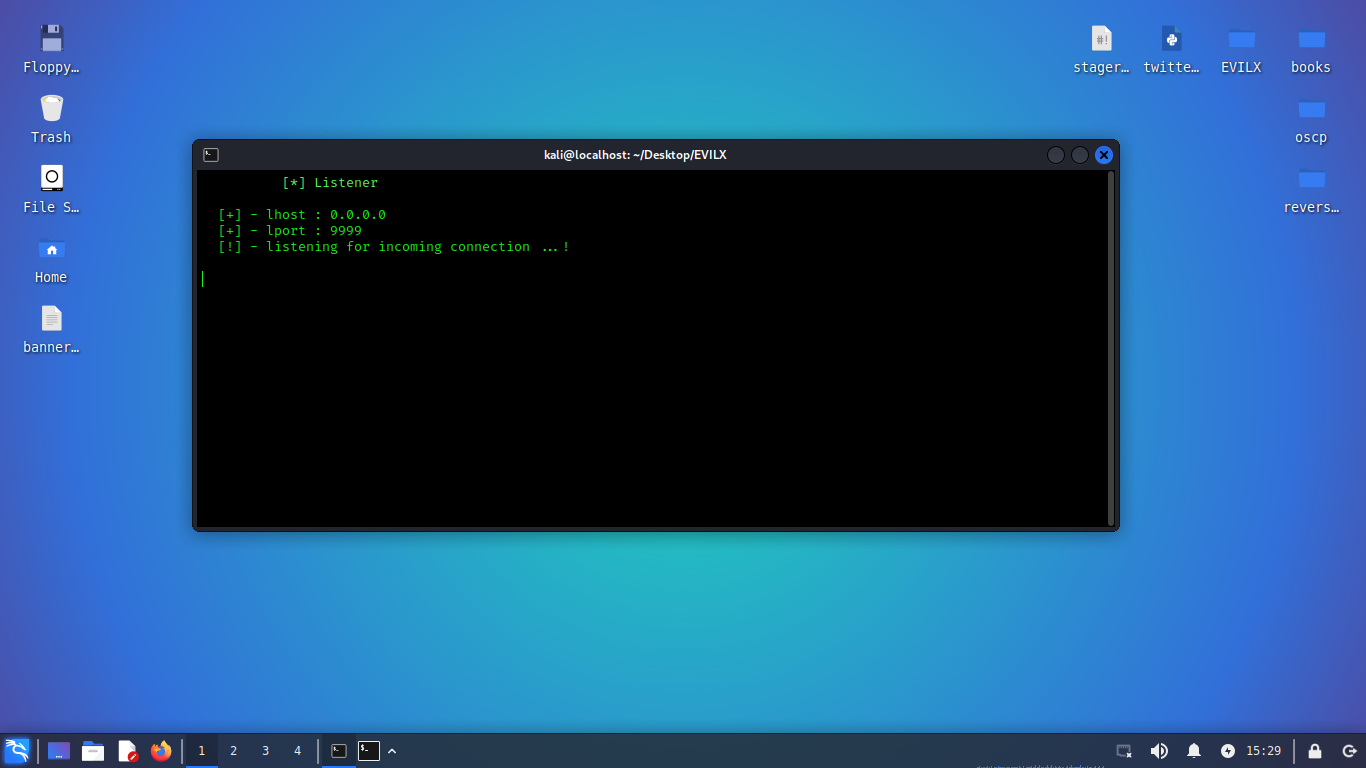 Floppy…
Trash
File S…
Home
banner…
stager…
twitte…
EVILX
books
oscp
revers…
kali@localhost: ~/Desktop/EVILX
[*] Listener
[+] - lhost : 0.0.0.0
[+] - lport : 9999
[!] - listening for incoming connection ...!
1 2 3 4
15:29